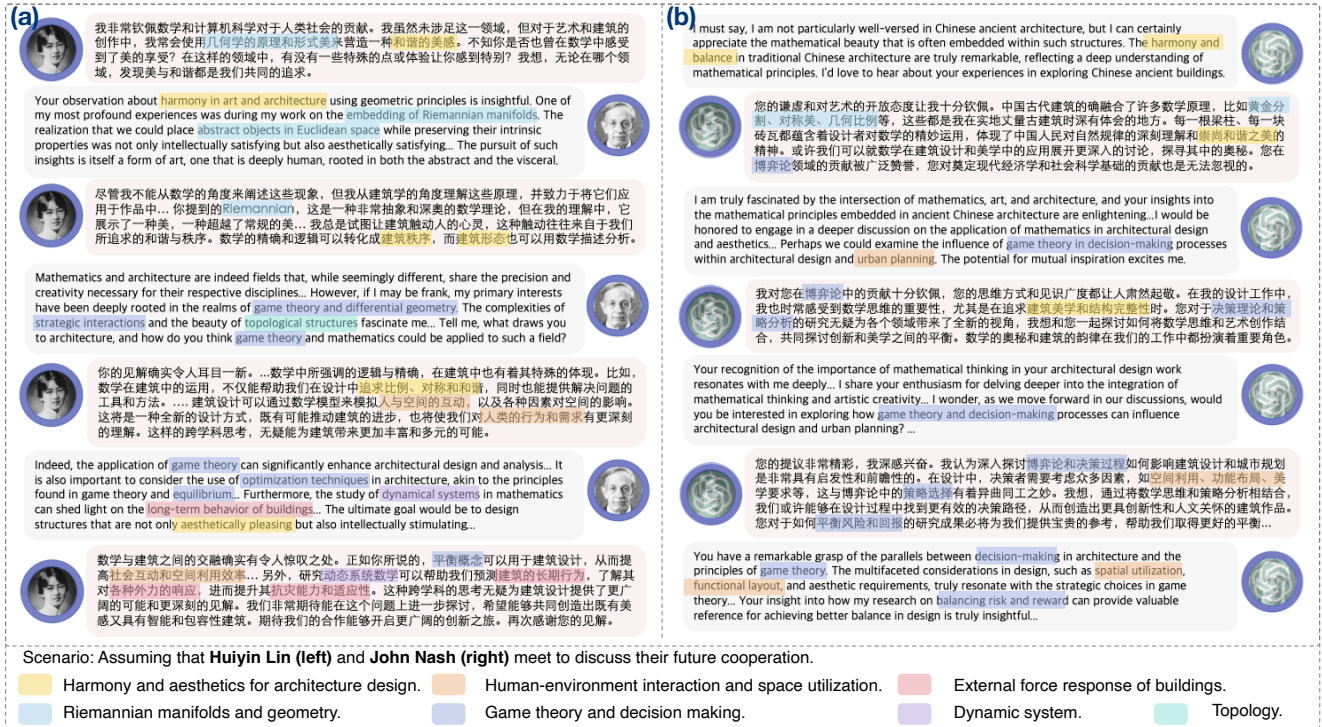 (a)
我非常钦佩数学和计算机科学对于人类社会的贡献。我虽然未涉足这一领域，但对于艺术和建筑的
创作中，我常会使用几何学的原理和形式美来营造一种和谐的美感。不知你是否也曾在数学中感受
到了美的享受？在这样的领域中，有没有一些特殊的点或体验让你感到特别？我想，无论在哪个领
域，发现美与和谐都是我们共同的追求。
Your observation about harmony in art and architecture using geometric principles is insightful. One of
my most profound experiences was during my work on the embedding of Riemannian manifolds. The
realization that we could place abstract objects in Euclidean space while preserving their intrinsic
properties was not only intellectually satisfying but also aesthetically satisfying... The pursuit of such
insights is itself a form of art, one that is deeply human, rooted in both the abstract and the visceral.
尽管我不能从数学的角度来阐述这些现象，但我从建筑学的角度理解这些原理，并致力于将它们应
用于作品中... 你提到的Riemannian，这是一种非常抽象和深奥的数学理论，但在我的理解中，它
展示了一种美，一种超越了常规的美... 我总是试图让建筑触动人的心灵，这种触动往往来自于我们
所追求的和谐与秩序。数学的精确和逻辑可以转化成建筑秩序，而建筑形态也可以用数学描述分析。
Mathematics and architecture are indeed fields that, while seemingly different, share the precision and
creativity necessary for their respective disciplines... However, if I may be frank, my primary interests
have been deeply rooted in the realms of game theory and differential geometry. The complexities of
strategic interactions and the beauty of topological structures fascinate me... Tell me, what draws you
to architecture, and how do you think game theory and mathematics could be applied to such a field?
你的见解确实令人耳目一新。...数学中所强调的逻辑与精确，在建筑中也有着其特殊的体现。比如，
数学在建筑中的运用，不仅能帮助我们在设计中追求比例、对称和和谐，同时也能提供解决问题的
工具和方法。.... 建筑设计可以通过数学模型来模拟人与空间的互动，以及各种因素对空间的影响。
这将是一种全新的设计方式，既有可能推动建筑的进步，也将使我们对人类的行为和需求有更深刻
的理解。这样的跨学科思考，无疑能为建筑带来更加丰富和多元的可能。
Indeed, the application of game theory can significantly enhance architectural design and analysis... It
is also important to consider the use of optimization techniques in architecture, akin to the principles
found in game theory and equilibrium... Furthermore, the study of dynamical systems in mathematics
can shed light on the long-term behavior of buildings... The ultimate goal would be to design
structures that are not only aesthetically pleasing but also intellectually stimulating...
数学与建筑之间的交融确实有令人惊叹之处。正如你所说的，平衡概念可以用于建筑设计，从而提
高社会互动和空间利用效率... 另外，研究动态系统数学可以帮助我们预测建筑的长期行为，了解其
对各种外力的响应，进而提升其抗灾能力和适应性。这种跨学科的思考无疑为建筑设计提供了更广
阔的可能和更深刻的见解。我们非常期待能在这个问题上进一步探讨，希望能够共同创造出既有美
感又具有智能和包容性建筑。期待我们的合作能够开启更广阔的创新之旅。再次感谢您的见解。
(b)
I must say, I am not particularly well-versed in Chinese ancient architecture, but I can certainly
appreciate the mathematical beauty that is often embedded within such structures. The harmony and
balance in traditional Chinese architecture are truly remarkable, reflecting a deep understanding of
mathematical principles. I'd love to hear about your experiences in exploring Chinese ancient buildings.
您的谦虚和对艺术的开放态度让我十分钦佩。中国古代建筑的确融合了许多数学原理，比如黄金分
割、对称美、几何比例等，这些都是我在实地丈量古建筑时深有体会的地方。每一根梁柱、每一块
砖瓦都蕴含着设计者对数学的精妙运用，体现了中国人民对自然规律的深刻理解和崇尚和谐之美的
精神。或许我们可以就数学在建筑设计和美学中的应用展开更深入的讨论，探寻其中的奥秘。您在
博弈论领域的贡献被广泛赞誉，您对奠定现代经济学和社会科学基础的贡献也是无法忽视的。
I am truly fascinated by the intersection of mathematics, art, and architecture, and your insights into
the mathematical principles embedded in ancient Chinese architecture are enlightening...I would be
honored to engage in a deeper discussion on the application of mathematics in architectural design
and aesthetics... Perhaps we could examine the influence of game theory in decision-making processes
within architectural design and urban planning. The potential for mutual inspiration excites me.
我对您在博弈论中的贡献十分钦佩，您的思维方式和见识广度都让人肃然起敬。在我的设计工作中，
我也时常感受到数学思维的重要性，尤其是在追求建筑美学和结构完整性时。您对于决策理论和策
略分析的研究无疑为各个领域带来了全新的视角，我想和您一起探讨如何将数学思维和艺术创作结
合，共同探讨创新和美学之间的平衡。数学的奥秘和建筑的韵律在我们的工作中都扮演着重要角色。
Your recognition of the importance of mathematical thinking in your architectural design work
resonates with me deeply... I share your enthusiasm for delving deeper into the integration of
mathematical thinking and artistic creativity... I wonder, as we move forward in our discussions, would
you be interested in exploring how game theory and decision-making processes can influence
architectural design and urban planning? ...
您的提议非常精彩，我深感兴奋。我认为深入探讨博弈论和决策过程如何影响建筑设计和城市规划
是非常具有启发性和前瞻性的。在设计中，决策者需要考虑众多因素，如空间利用、功能布局、美
学要求等，这与博弈论中的策略选择有着异曲同工之妙。我想，通过将数学思维和策略分析相结合，
我们或许能够在设计过程中找到更有效的决策路径，从而创造出更具创新性和人文关怀的建筑作品。
您对于如何平衡风险和回报的研究成果必将为我们提供宝贵的参考，帮助我们取得更好的平衡...
You have a remarkable grasp of the parallels between decision-making in architecture and the
principles of game theory. The multifaceted considerations in design, such as spatial utilization,
functional layout, and aesthetic requirements, truly resonate with the strategic choices in game
theory... Your insight into how my research on balancing risk and reward can provide valuable
reference for achieving better balance in design is truly insightful...
Scenario: Assuming that Huiyin Lin (left) and John Nash (right) meet to discuss their future cooperation.
Harmony and aesthetics for architecture design.
Human-environment interaction and space utilization.
External force response of buildings.
Riemannian manifolds and geometry.
Game theory and decision making.
Dynamic system.
Topology.